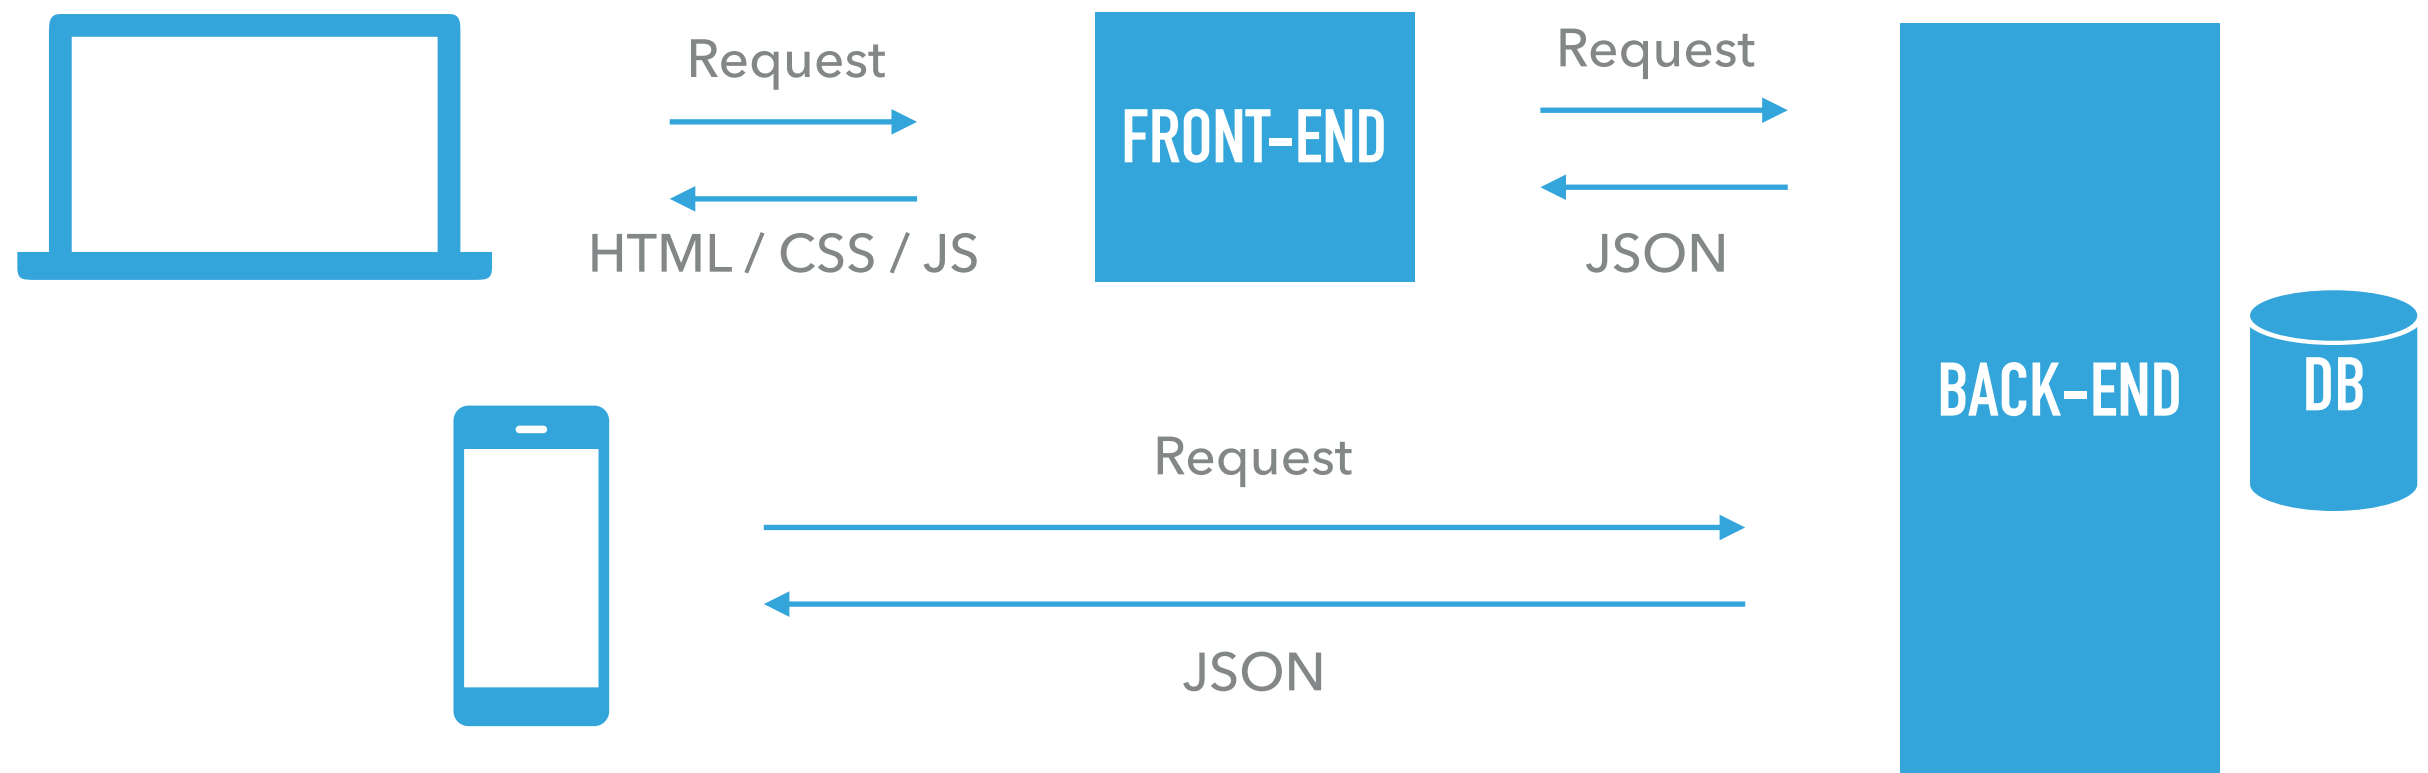 Request
FRONT-END
HTML / CSS / JS
Request
JSON
BACK-END
DB
Request
JSON